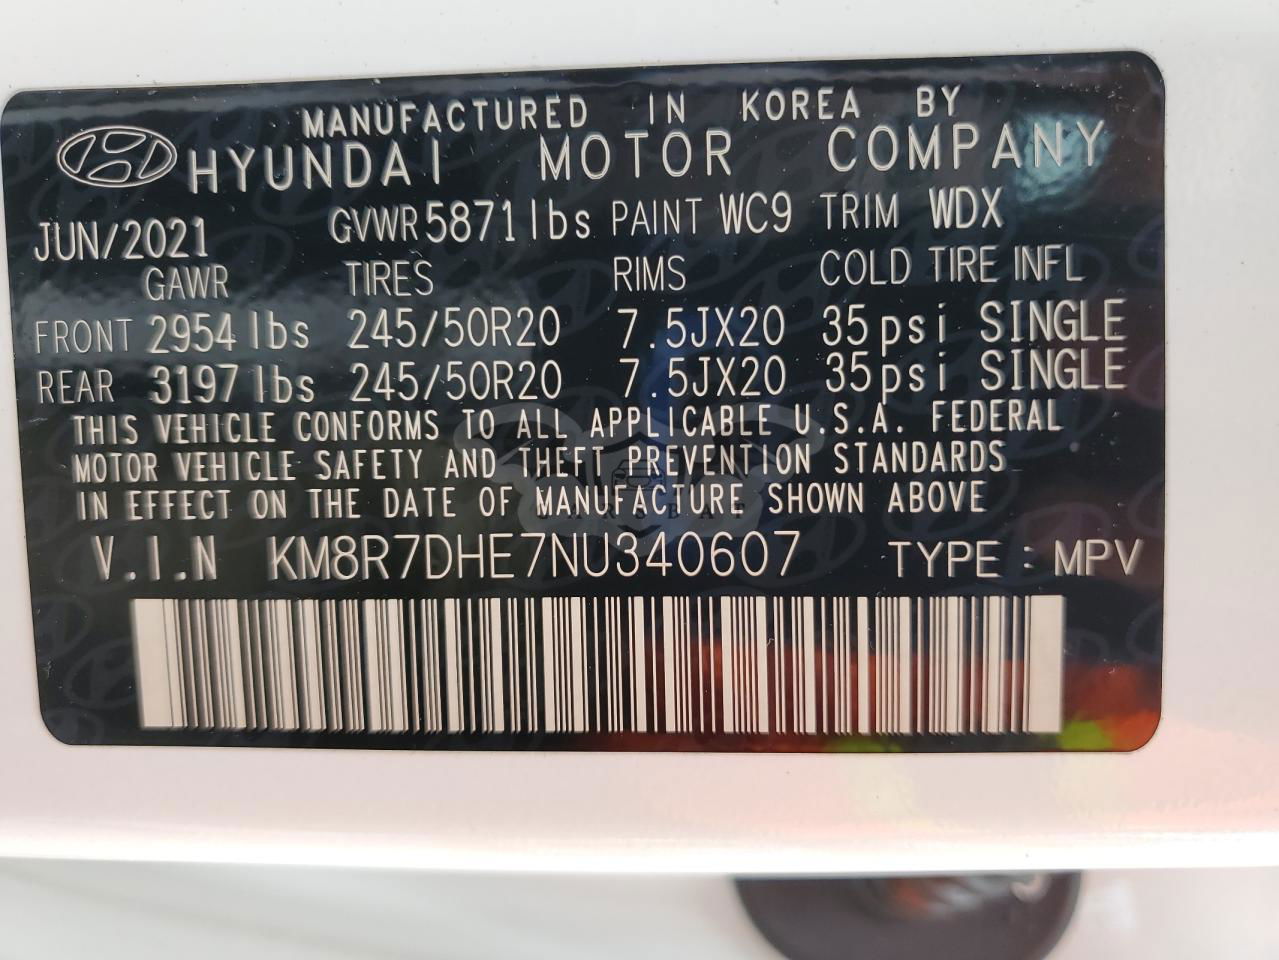 MANUFACTURED IN KOREA BY
HYUNDAI MOTOR COMPANY
JUN/2021 GVWR 5871 lbs PAINT WC9 TRIM WDX
GAWR TIRES RIMS COLD TIRE INFL
FRONT 2954 lbs 245/50R20 7.5JX20 35psi SINGLE
REAR 3197 lbs 245/50R20 7.5JX20 35psi SINGLE
THIS VEHICLE CONFORMS TO ALL APPLICABLE U.S.A. FEDERAL
MOTOR VEHICLE SAFETY AND THEFT PREVENTION STANDARDS
IN EFFECT ON THE DATE OF MANUFACTURE SHOWN ABOVE
V.I.N KM8R7DHE7NU340607 TYPE : MPV